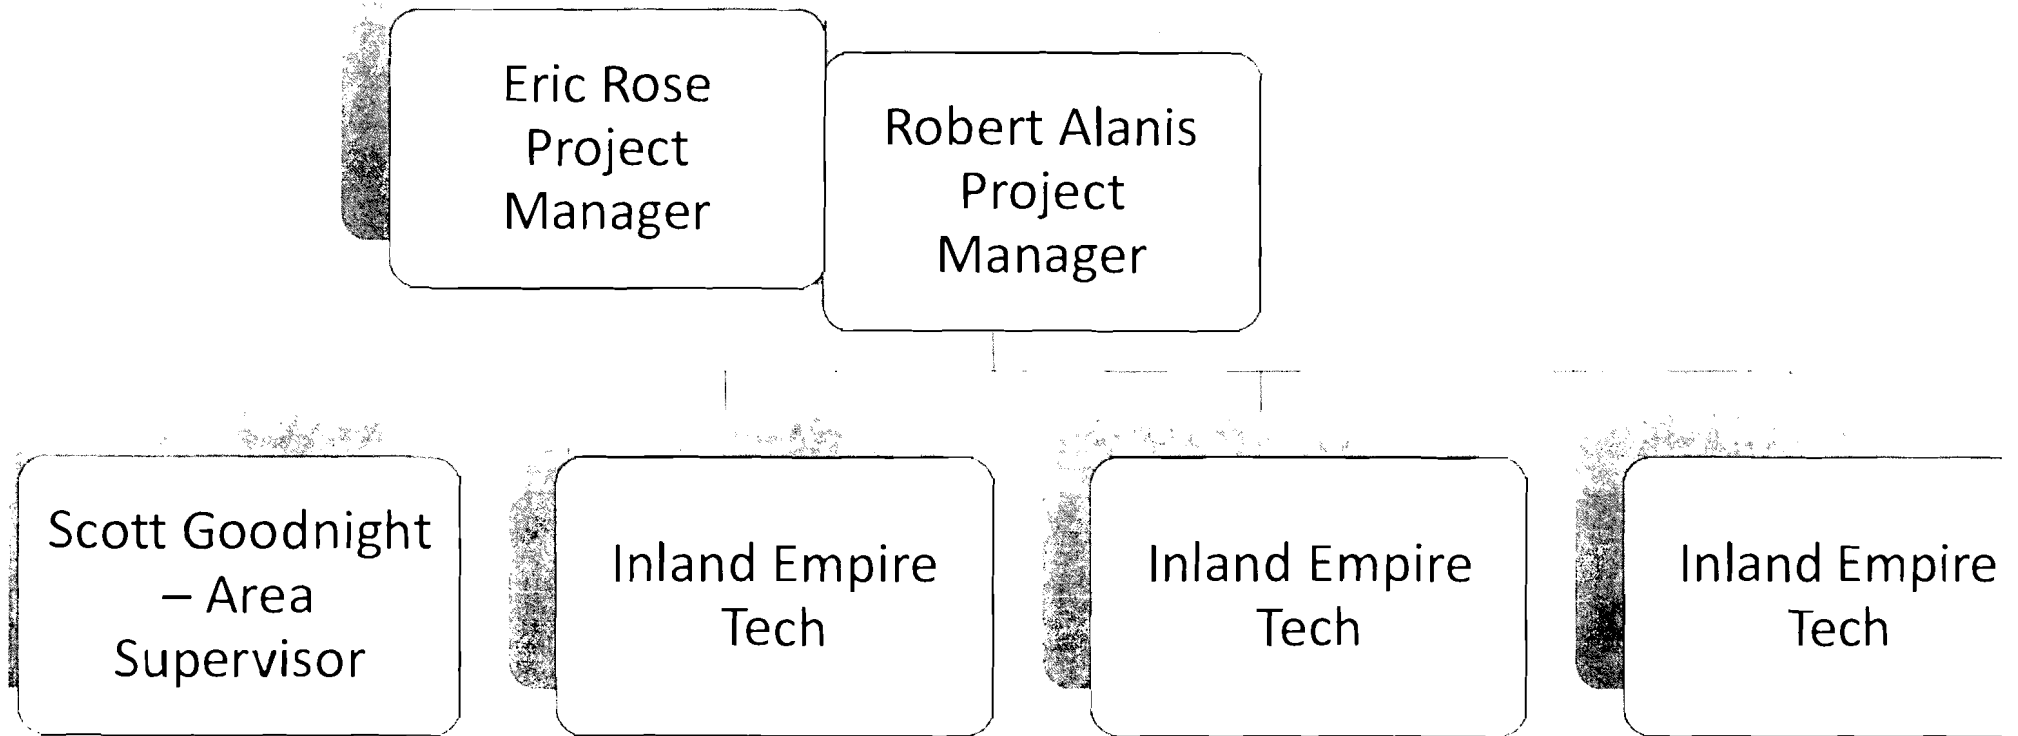 Eric Rose
Project
Manager
Robert Alanis
Project
Manager
Scott Goodnight
– Area
Supervisor
Inland Empire
Tech
Inland Empire
Tech
Inland Empire
Tech